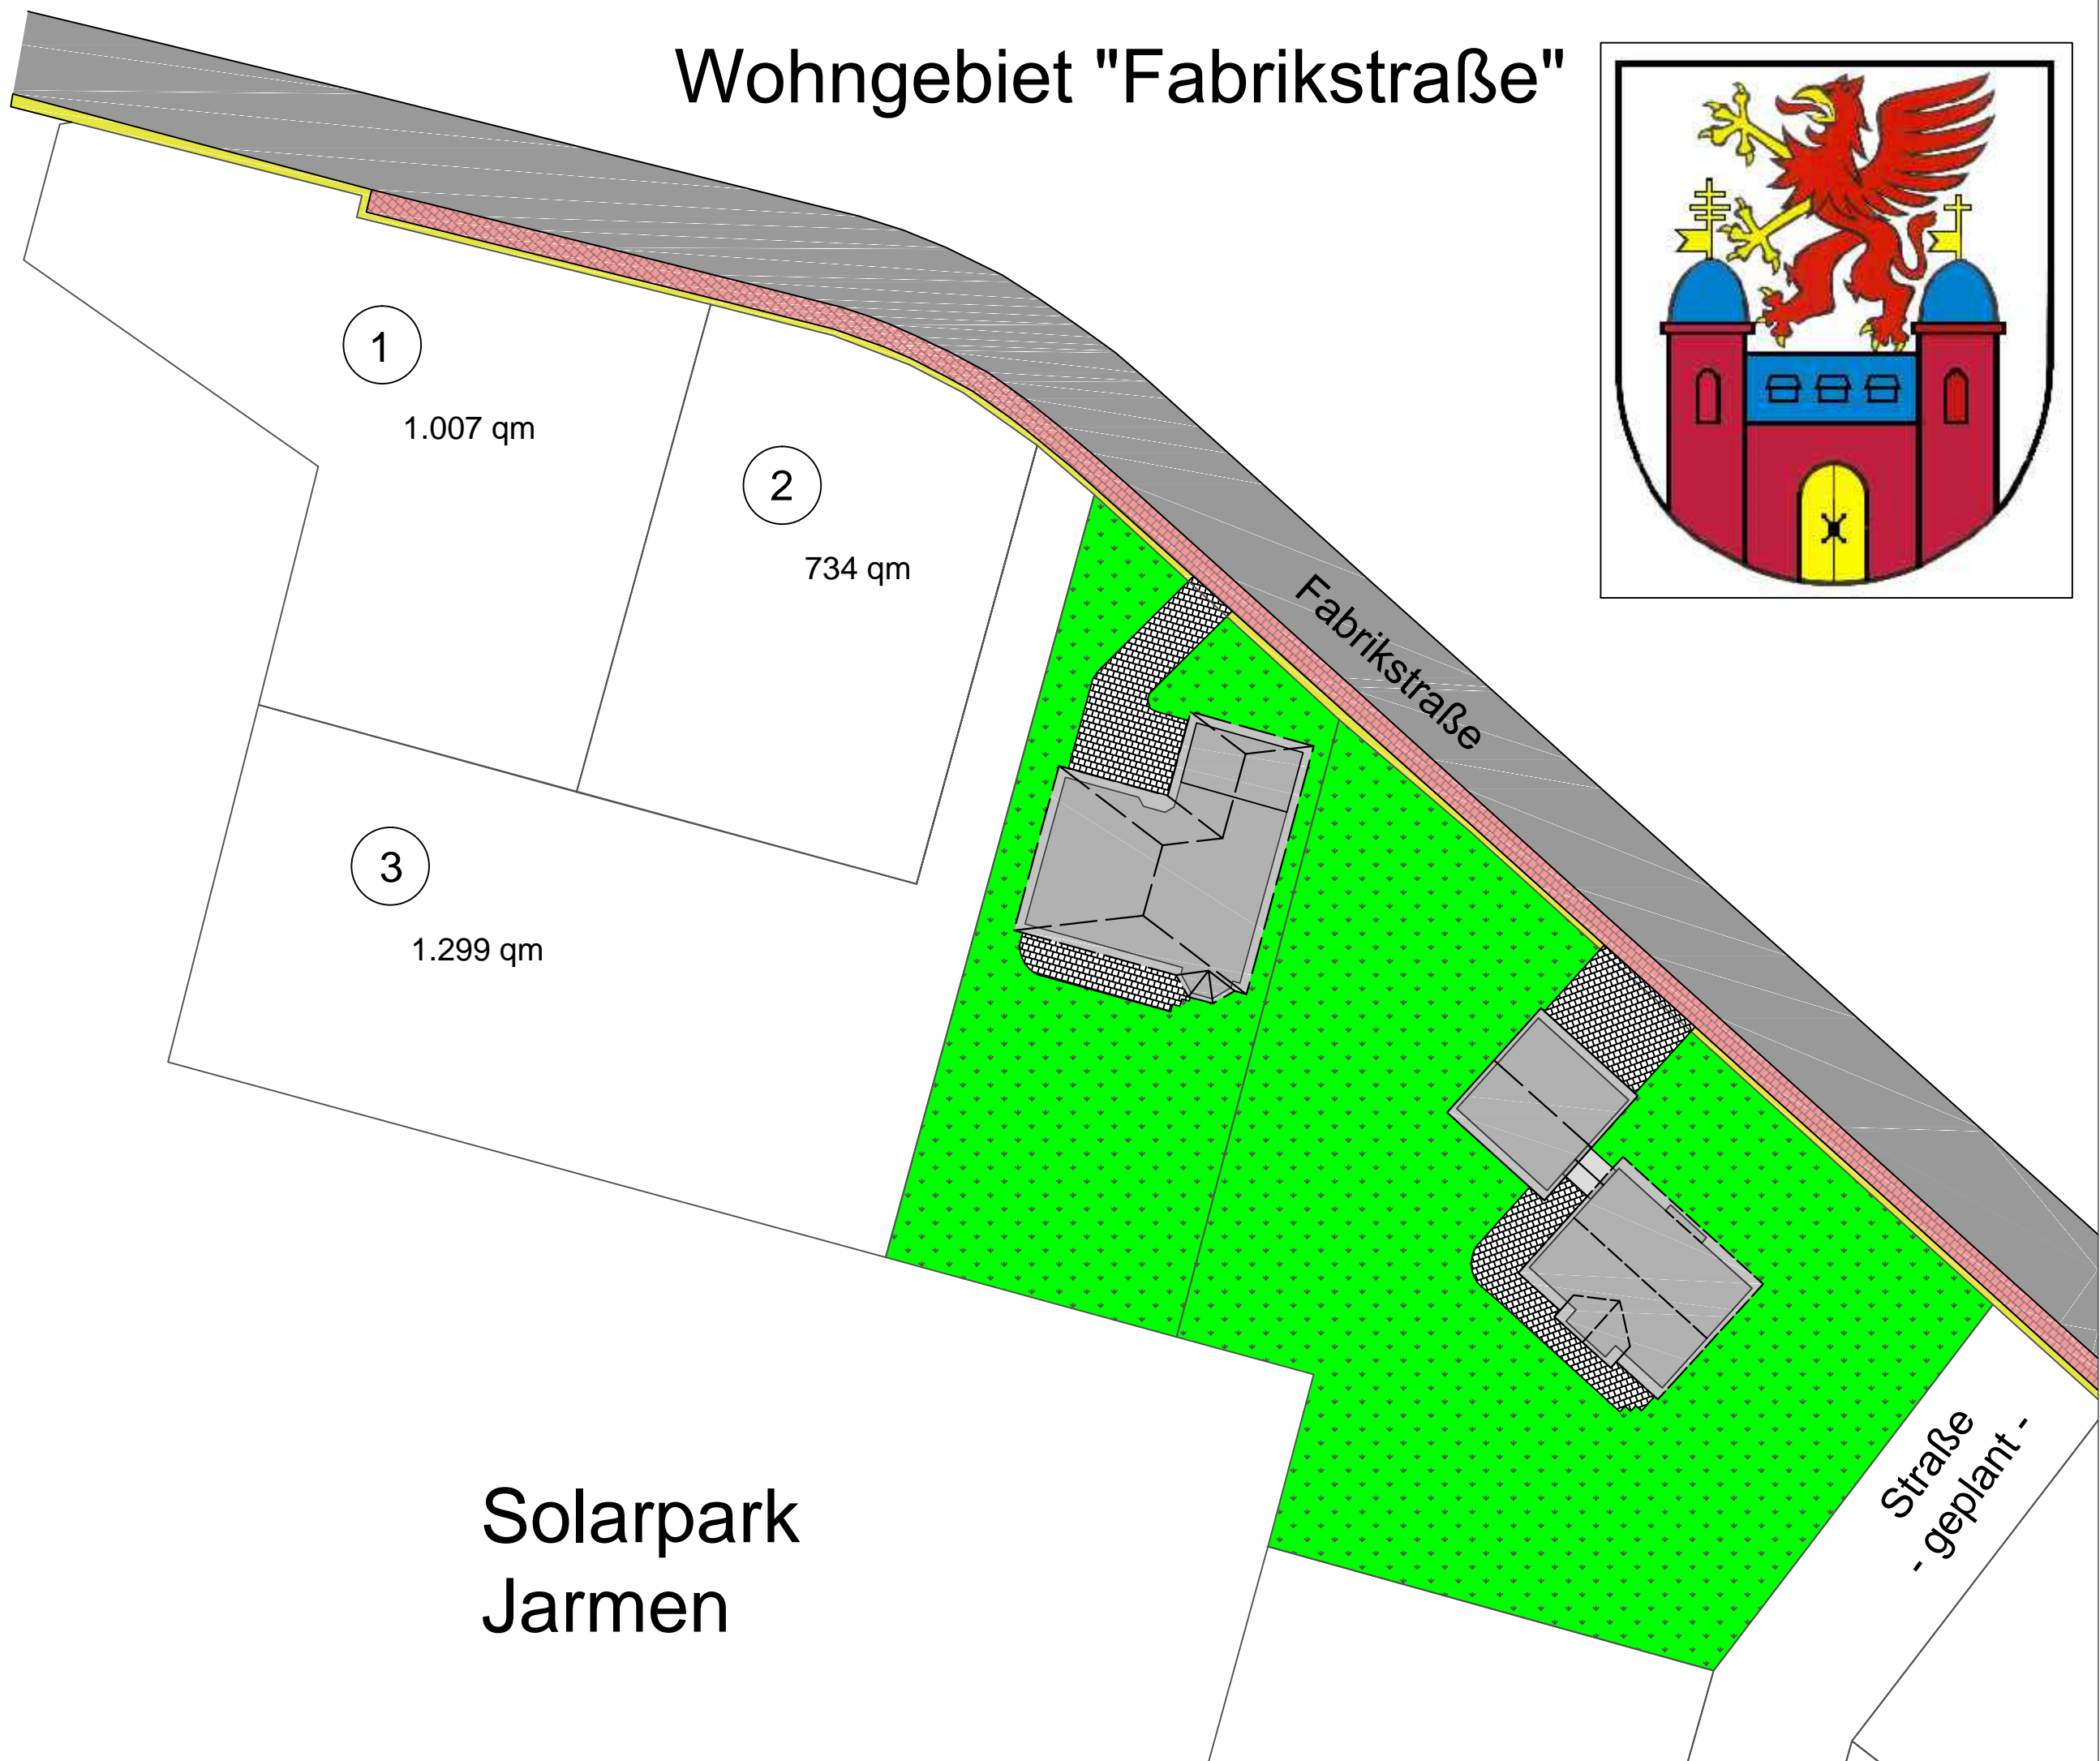 Wohngebiet "Fabrikstraße"
1
1.007 qm
2
734 qm
Fabrikstraße
3
1.299 qm
Straße
- geplant -
Solarpark
Jarmen